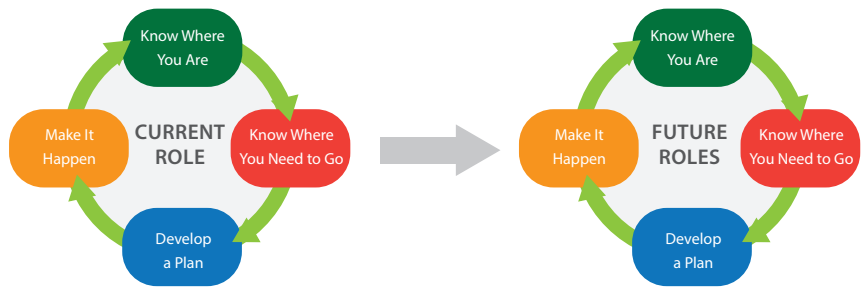 Know Where
You Are
Make It
Happen
CURRENT
ROLE
Know Where
You Need to Go
Develop
a Plan
Know Where
You Are
Make It
Happen
FUTURE
ROLES
Know Where
You Need to Go
Develop
a Plan